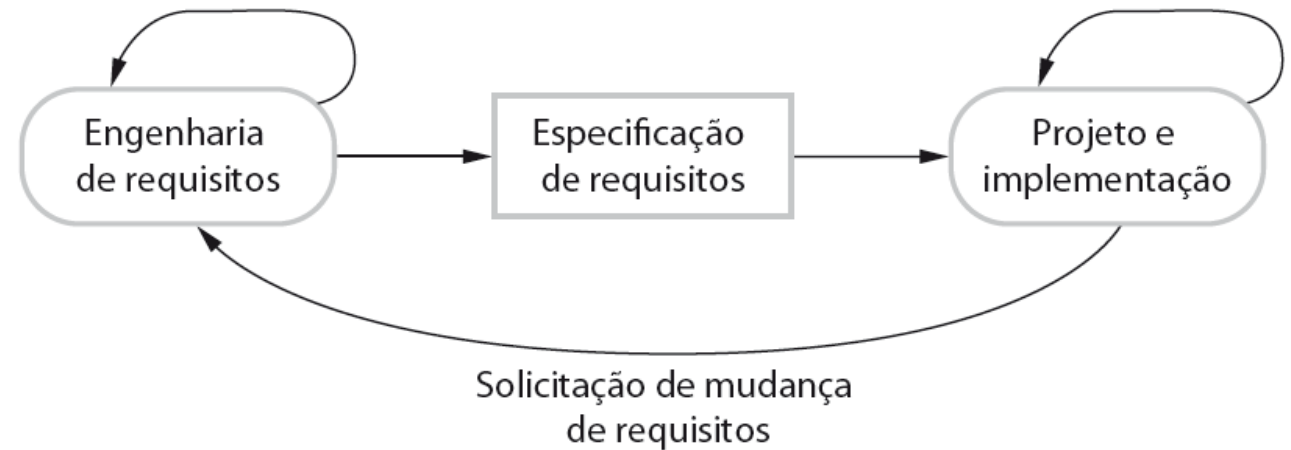 Engenharia
de requisitos
Especificação
de requisitos
Projeto e
implementação
Solicitação de mudança
de requisitos